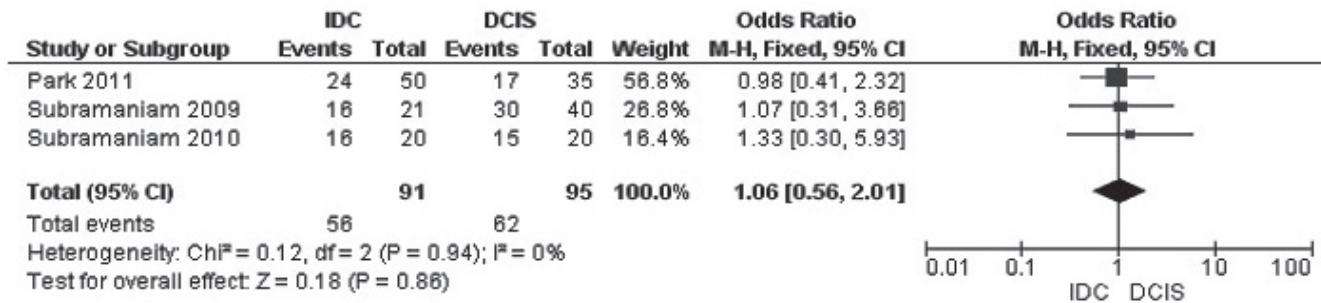 IDC DCIS Odds Ratio Odds Ratio
Study or Subgroup Events Total Events Total Weight M-H, Fixed, 95% CI M-H, Fixed, 95% CI
Park 2011 24 50 17 35 56.8% 0.98 [0.41, 2.32]
Subramaniam 2009 16 21 30 40 26.8% 1.07 [0.31, 3.66]
Subramaniam 2010 16 20 15 20 16.4% 1.33 [0.30, 5.93]
Total (95% CI) 91 95 100.0% 1.06 [0.56, 2.01]
Total events 56 62
Heterogeneity: Chi² = 0.12, df = 2 (P = 0.94); I² = 0%
Test for overall effect: Z = 0.18 (P = 0.86)
0.01 0.1 1 10 100
IDC DCIS